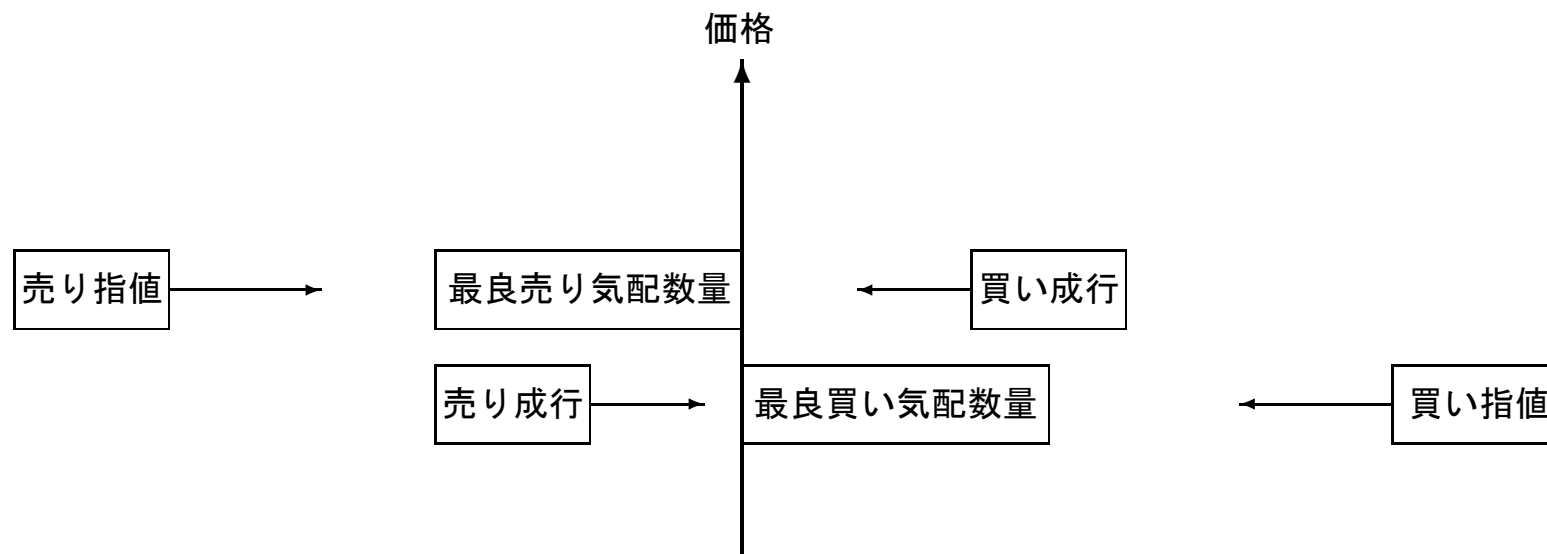 価格
売り指値
最良売り気配数量
買い成行
売り成行
最良買い気配数量
買い指値